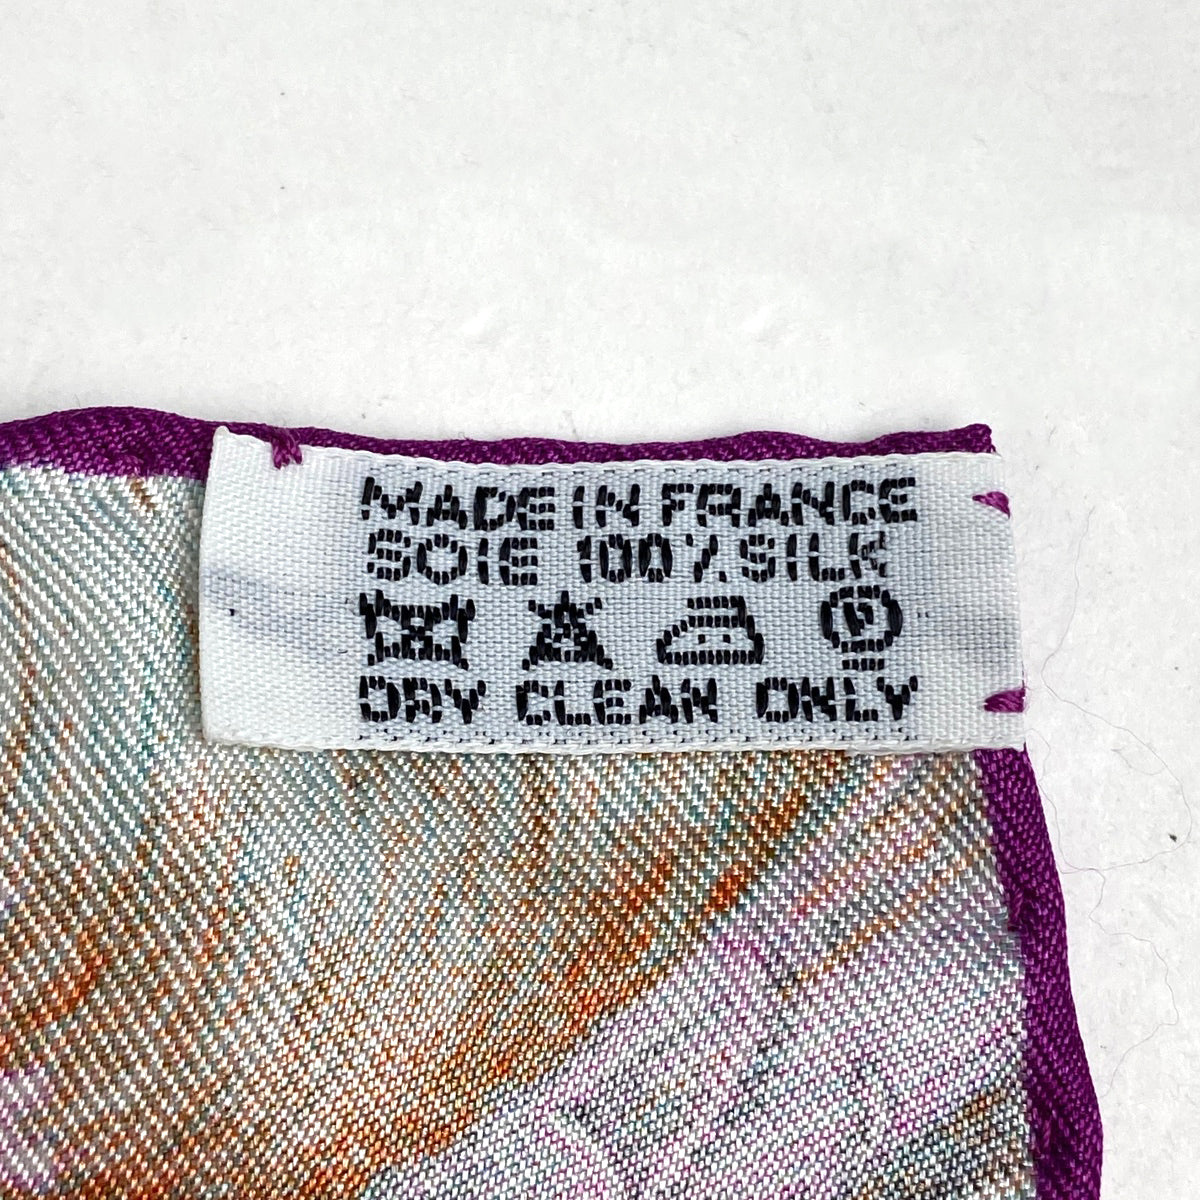 MADE IN FRANCE
SOIE 100% SILK
P
DRY CLEAN ONLY